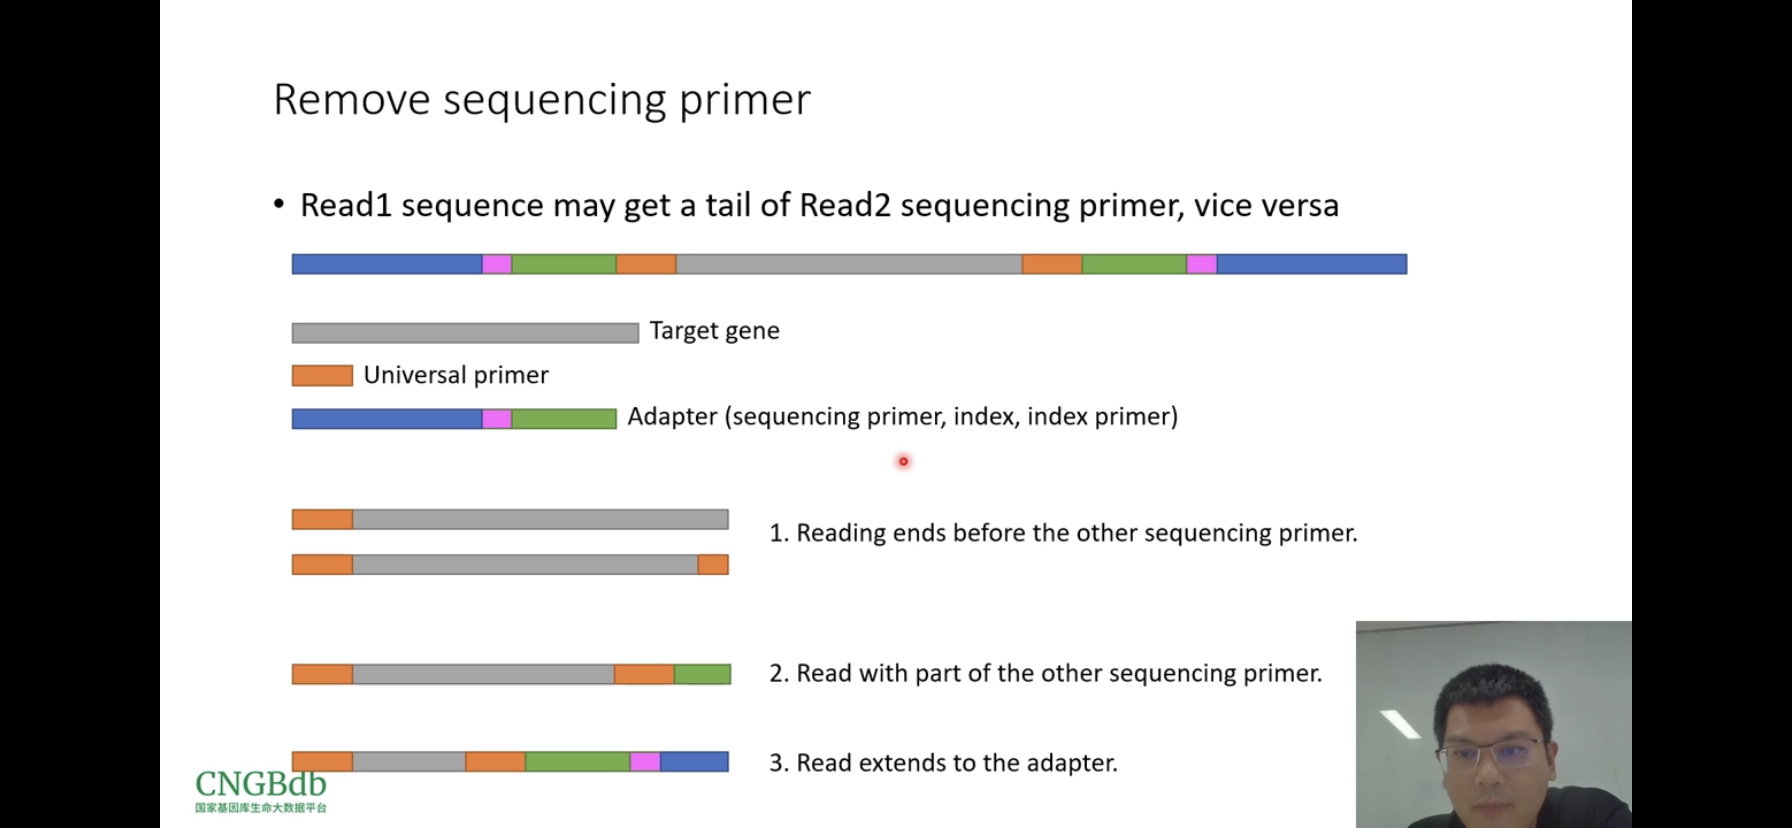 Remove sequencing primer
• Read1 sequence may get a tail of Read2 sequencing primer, vice versa
Target gene
Universal primer
Adapter (sequencing primer, index, index primer)
1. Reading ends before the other sequencing primer.
2. Read with part of the other sequencing primer.
3. Read extends to the adapter.
CNGBdb
国家基因库生命大数据平台